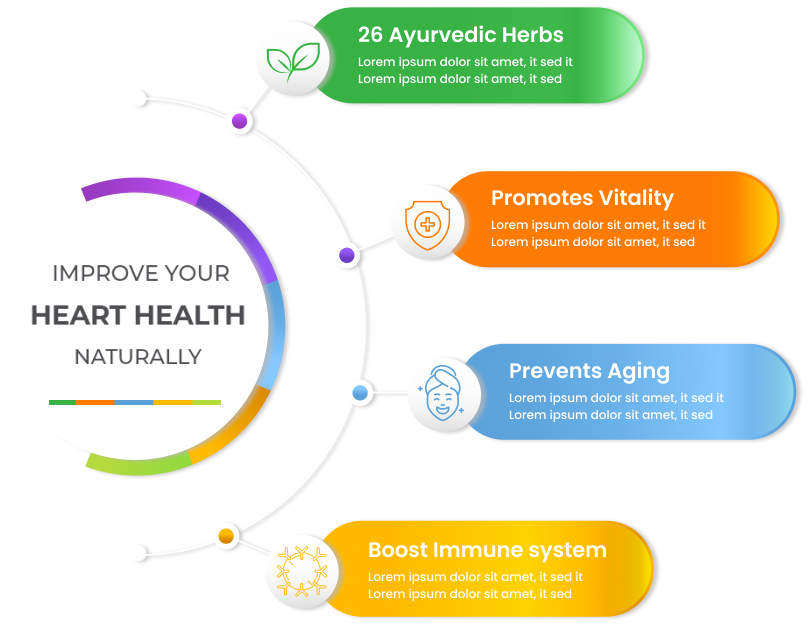 26 Ayurvedic Herbs
Lorem ipsum dolor sit amet, it sed it
Lorem ipsum dolor sit amet, it sed
Promotes Vitality
Lorem ipsum dolor sit amet, it sed it
Lorem ipsum dolor sit amet, it sed
IMPROVE YOUR
HEART HEALTH
NATURALLY
Prevents Aging
Lorem ipsum dolor sit amet, it sed it
Lorem ipsum dolor sit amet, it sed
Boost Immune system
Lorem ipsum dolor sit amet, it sed it
Lorem ipsum dolor sit amet, it sed